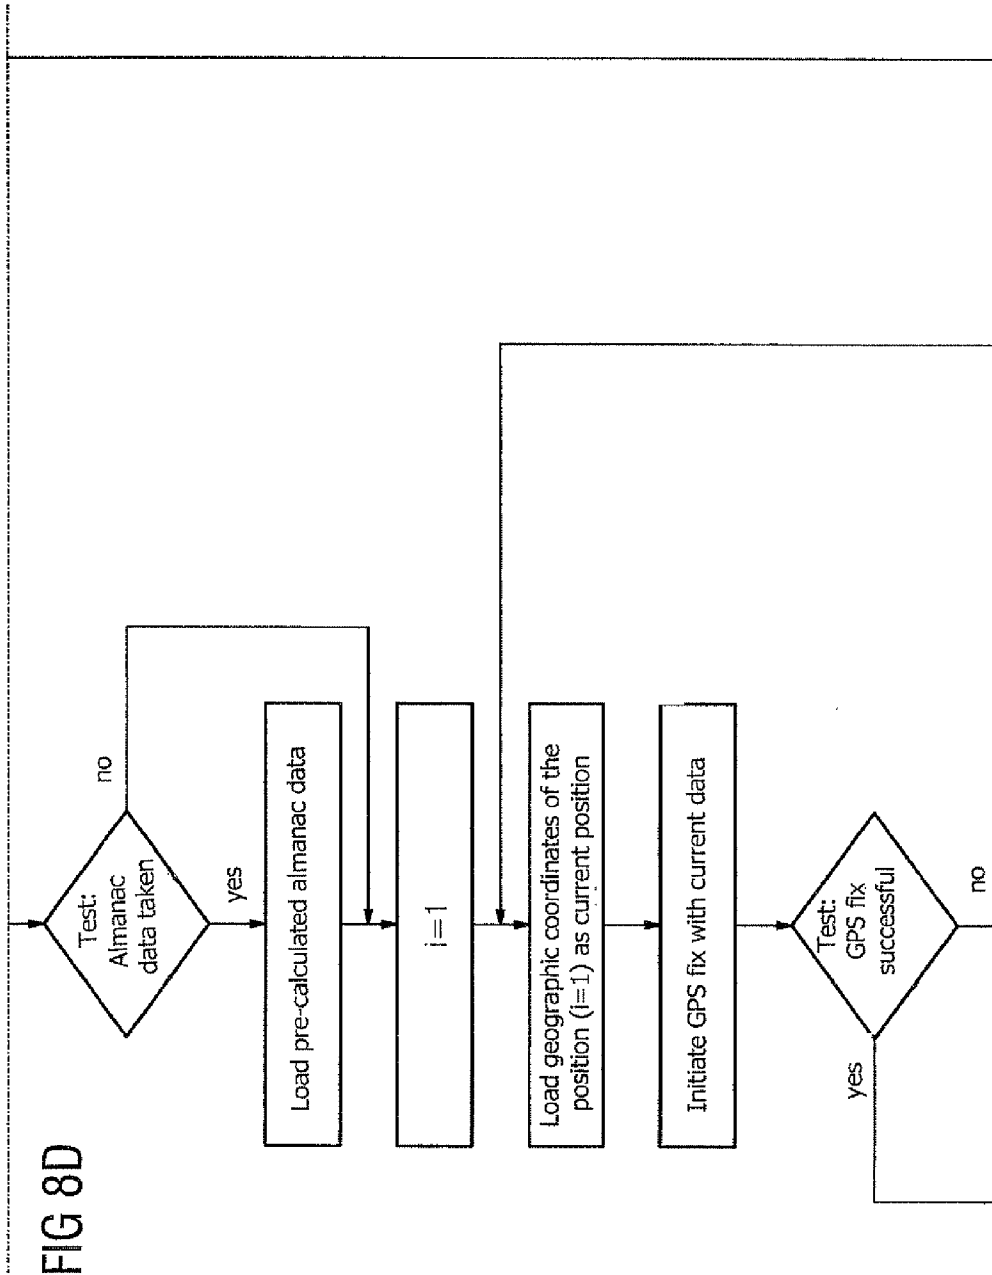 FIG 8D
Test:
Almanac
data taken
no
yes
Load pre-calculated almanac data
i=1
Load geographic coordinates of the
position (i=1) as current position
Initiate GPS fix with current data
Test:
GPS fix
successful
yes
no